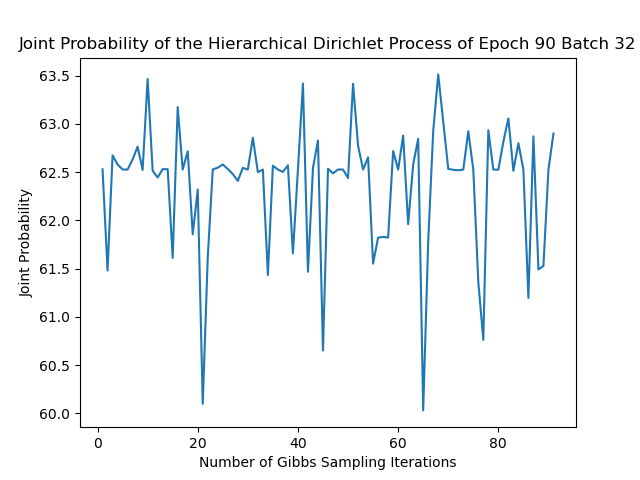 Joint Probability of the Hierarchical Dirichlet Process of Epoch 90 Batch 32
63.5
63.0
62.5
62.0
61.5
61.0
60.5
60.0
Joint Probability
0 20 40 60 80
Number of Gibbs Sampling Iterations